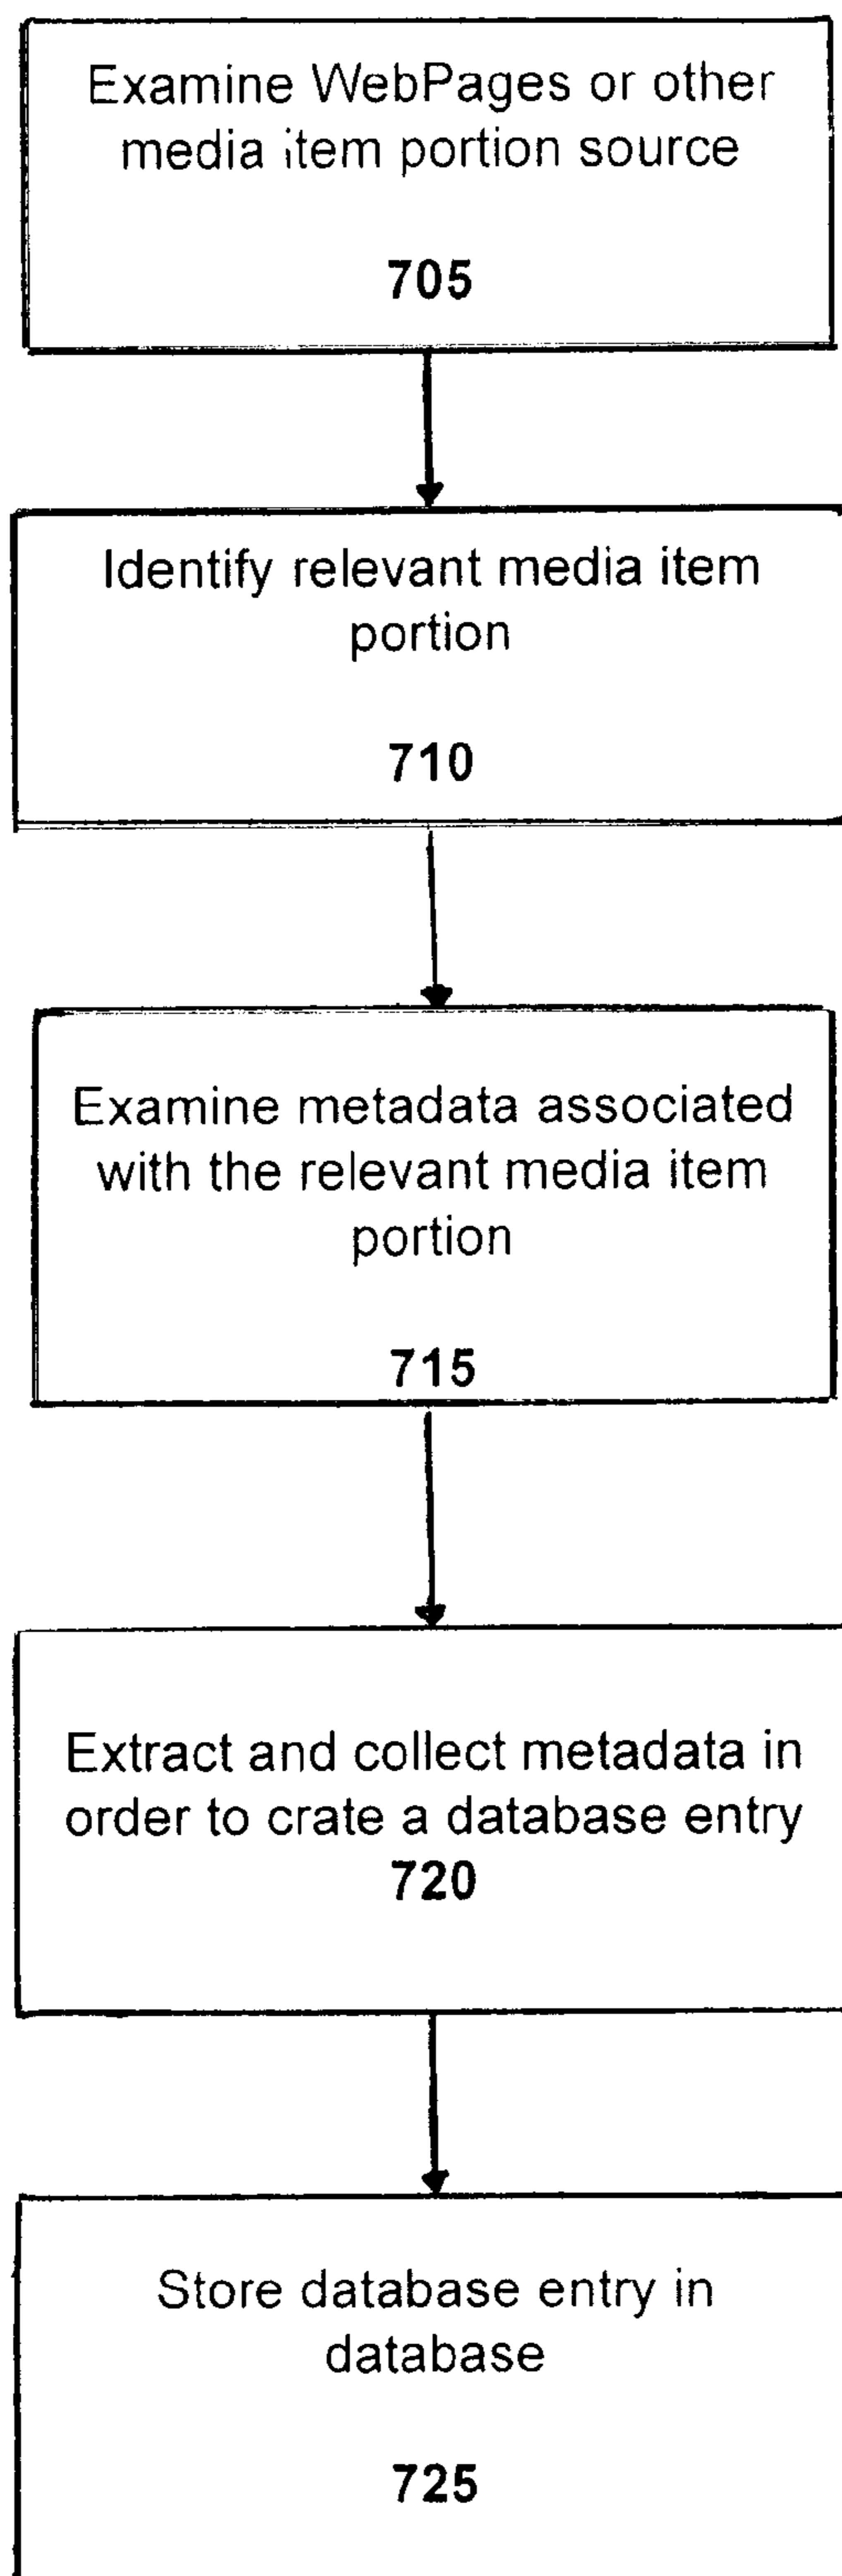 Examine WebPages or other
media item portion source
705
Identify relevant media item
portion
710
Examine metadata associated
with the relevant media item
portion
715
Extract and collect metadata in
order to crate a database entry
720
Store database entry in
database
725